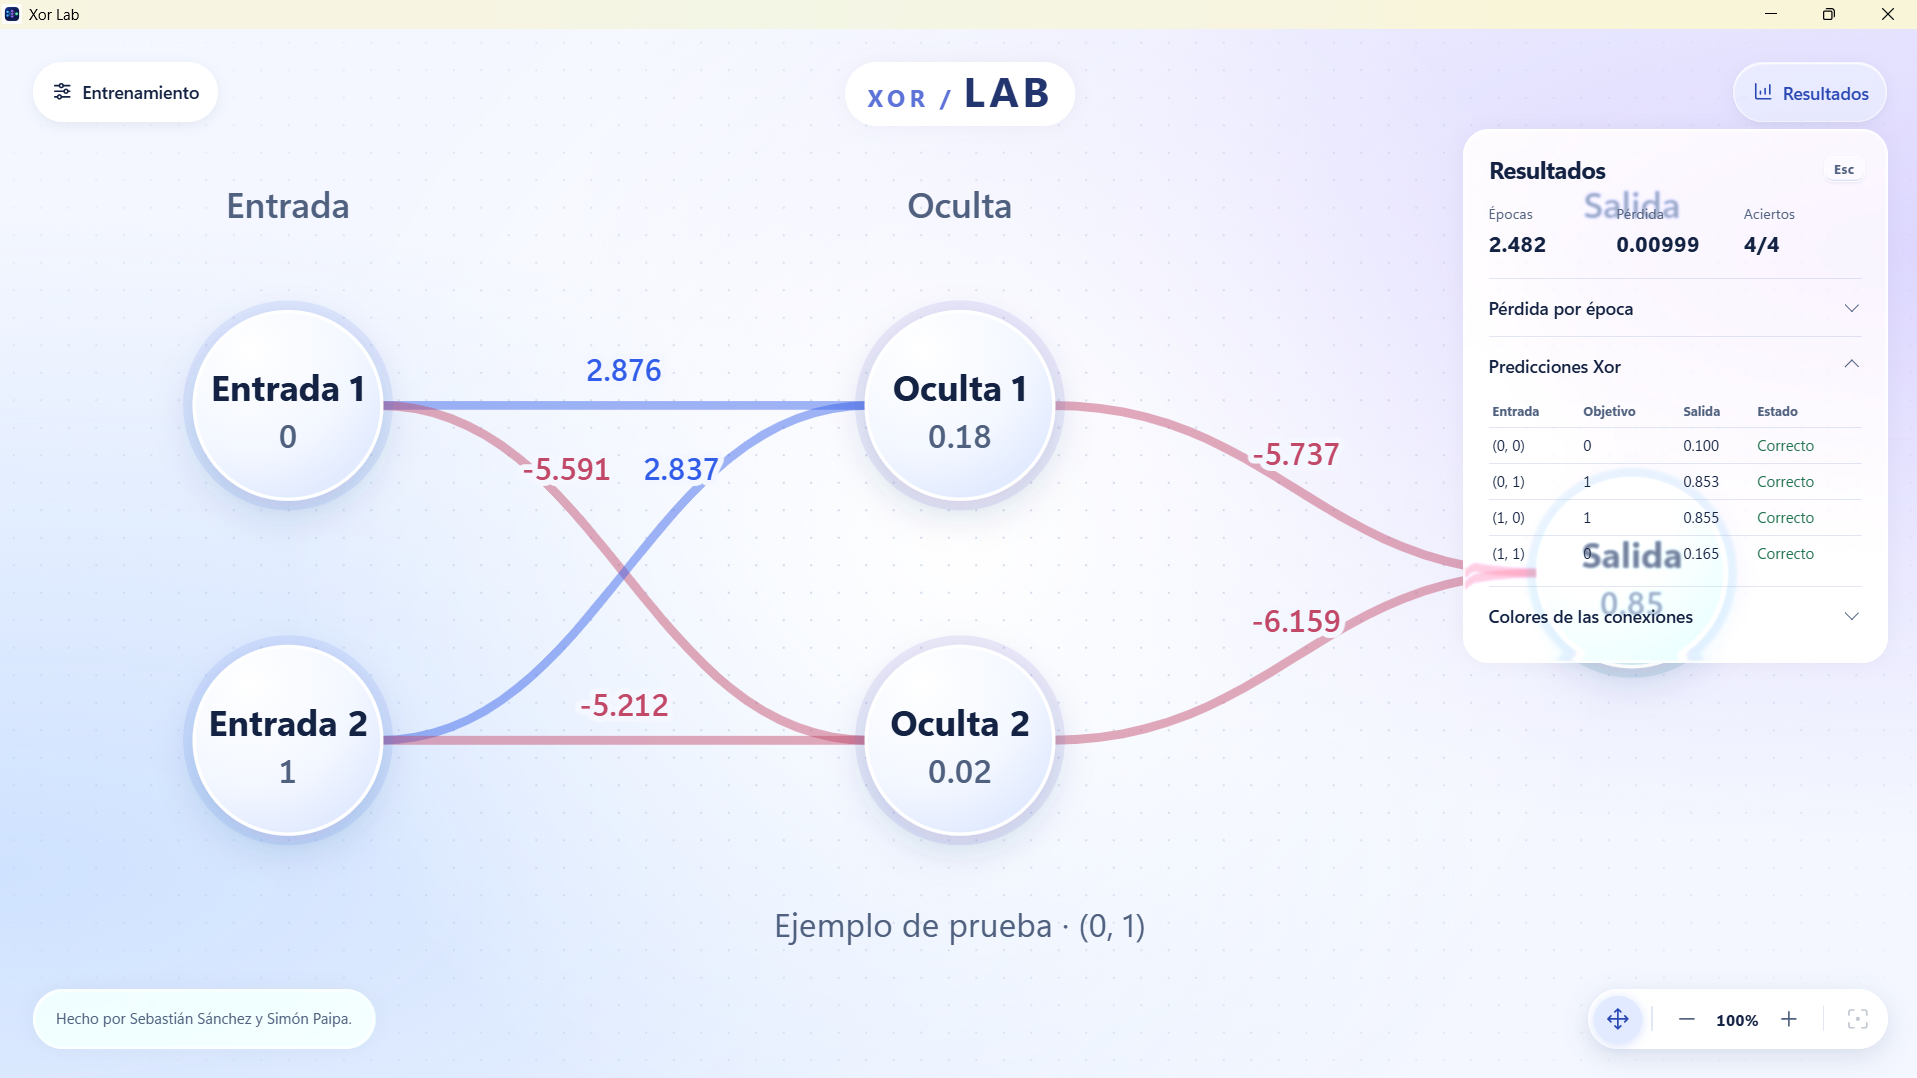 Xor Lab
Entrenamiento
XOR / LAB
Resultados
Entrada
Oculta
Salida
Entrada 1
0
Entrada 2
1
2.876
-5.591
2.837
-5.212
Oculta 1
0.18
Oculta 2
0.02
-5.737
-6.159
Salida
0.85
Resultados
Esc
Épocas
Pérdida
Aciertos
2.482
0.00999
4/4
Pérdida por época
Predicciones Xor
Entrada Objetivo Salida Estado
(0, 0) 0 0.100 Correcto
(0, 1) 1 0.853 Correcto
(1, 0) 1 0.855 Correcto
(1, 1) 0 0.165 Correcto
Colores de las conexiones
Ejemplo de prueba · (0, 1)
Hecho por Sebastián Sánchez y Simón Paipa.
100%